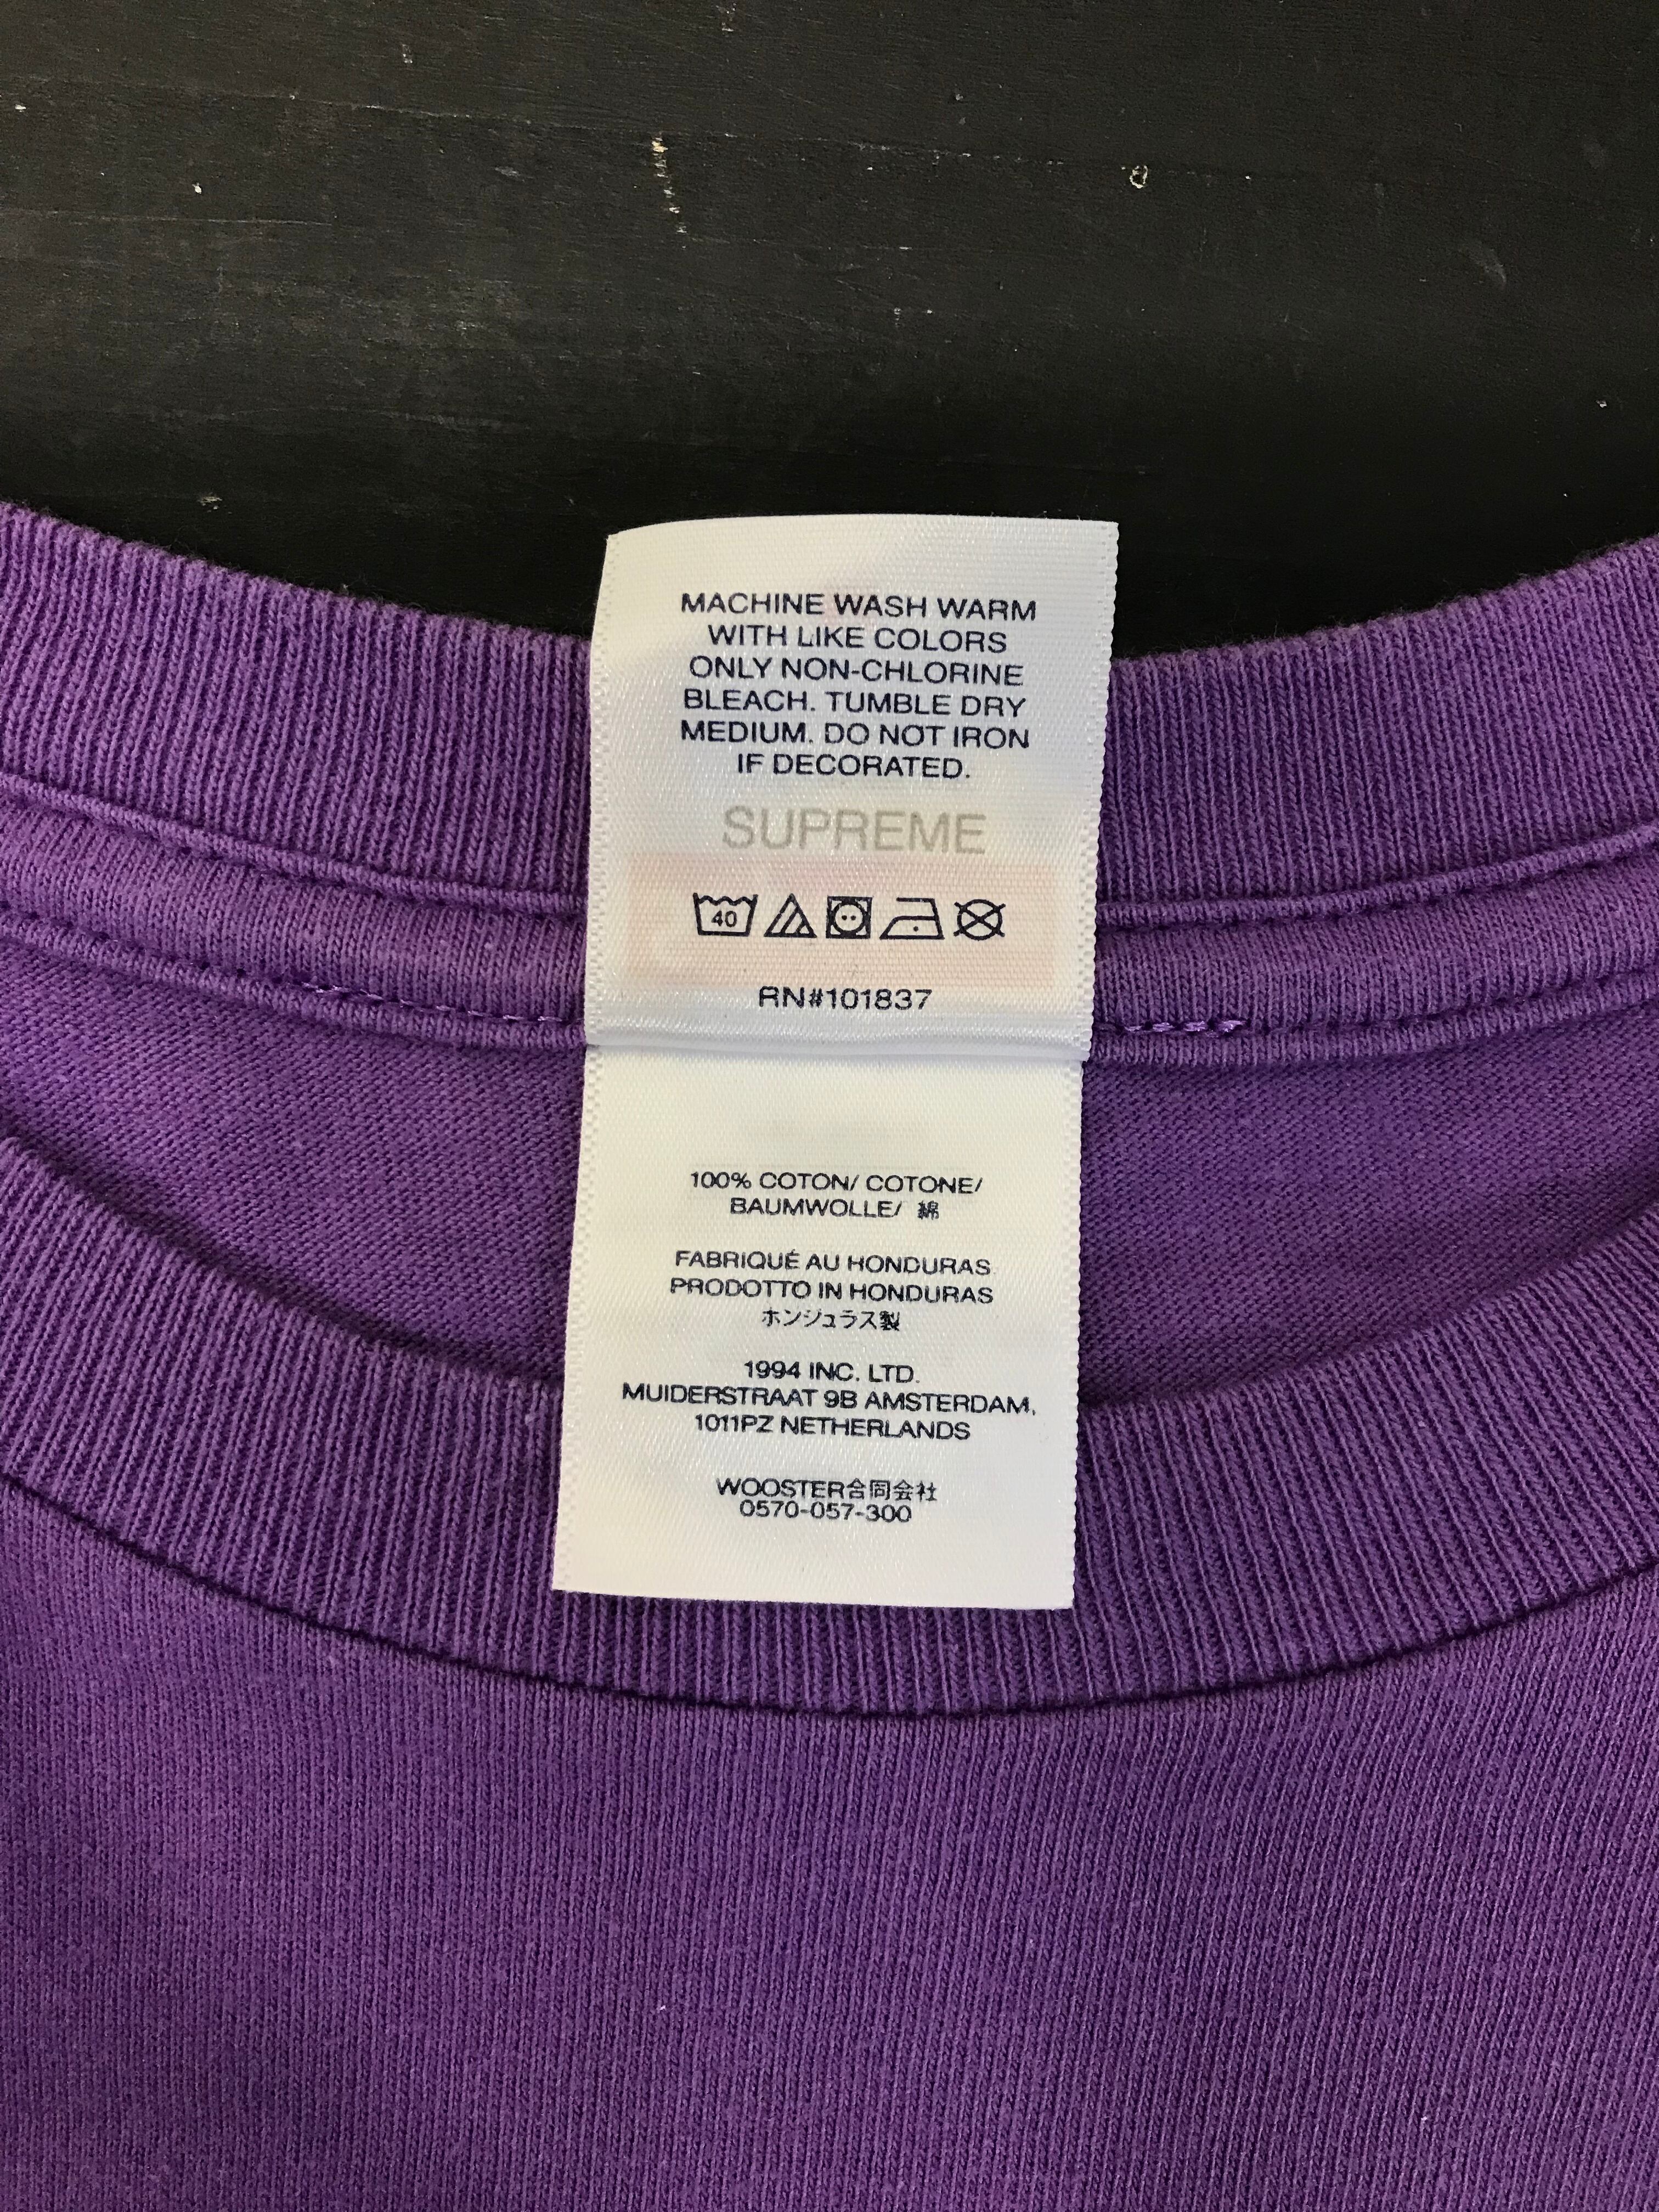 MACHINE WASH WARM
WITH LIKE COLORS
ONLY NON-CHLORINE
BLEACH. TUMBLE DRY
MEDIUM. DO NOT IRON
IF DECORATED.
SUPREME
40
RN#101837
100% COTON/ COTONE/
BAUMWOLLE/ 綿
FABRIQUÉ AU HONDURAS
PRODOTTO IN HONDURAS
ホンジュラス製
1994 INC. LTD.
MUIDERSTRAAT 9B AMSTERDAM,
1011PZ NETHERLANDS
WOOSTER合同会社
0570-057-300